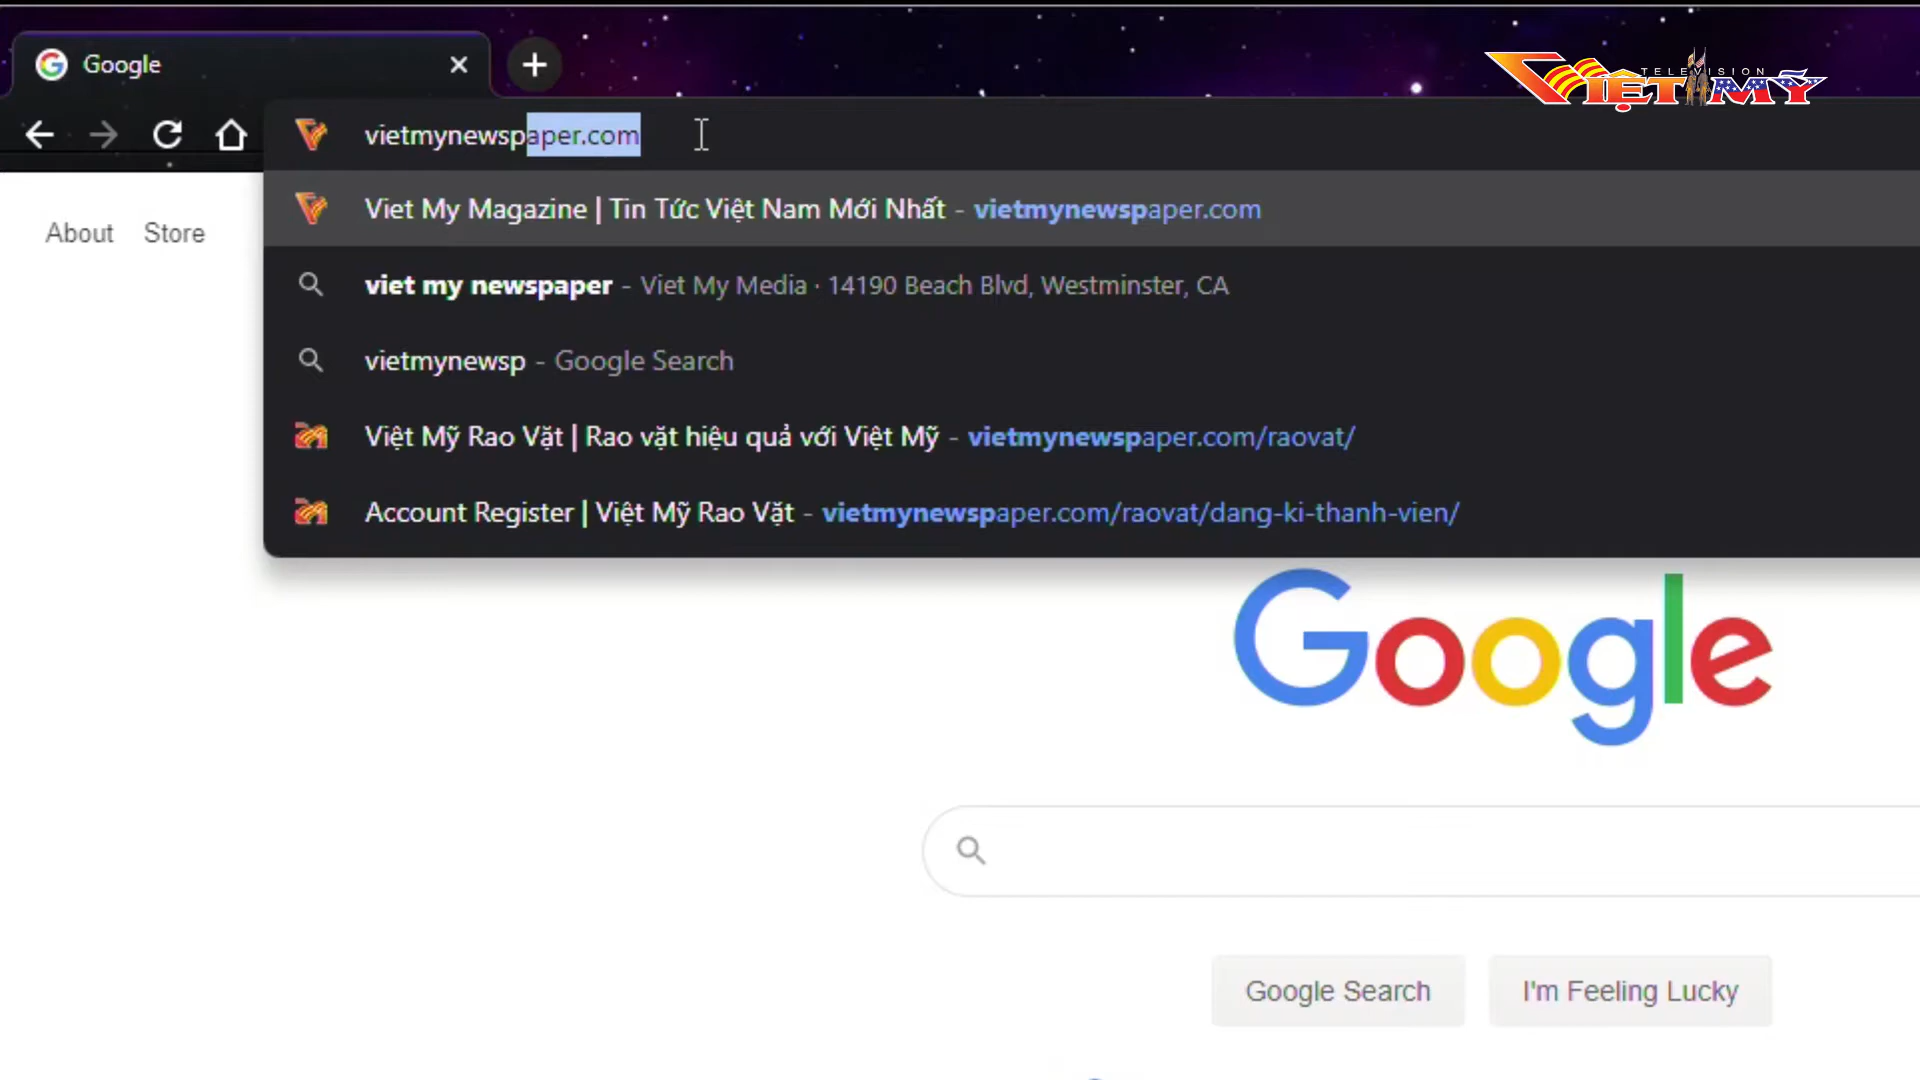 Google
TELEVISION
VIỆT MỸ
vietmynewspaper.com
About Store
Viet My Magazine | Tin Tức Việt Nam Mới Nhất - vietmynewspaper.com
viet my newspaper - Viet My Media · 14190 Beach Blvd, Westminster, CA
vietmynewsp - Google Search
Việt Mỹ Rao Vặt | Rao vặt hiệu quả với Việt Mỹ - vietmynewspaper.com/raovat/
Account Register | Việt Mỹ Rao Vặt - vietmynewspaper.com/raovat/dang-ki-thanh-vien/
Google
Google Search I'm Feeling Lucky